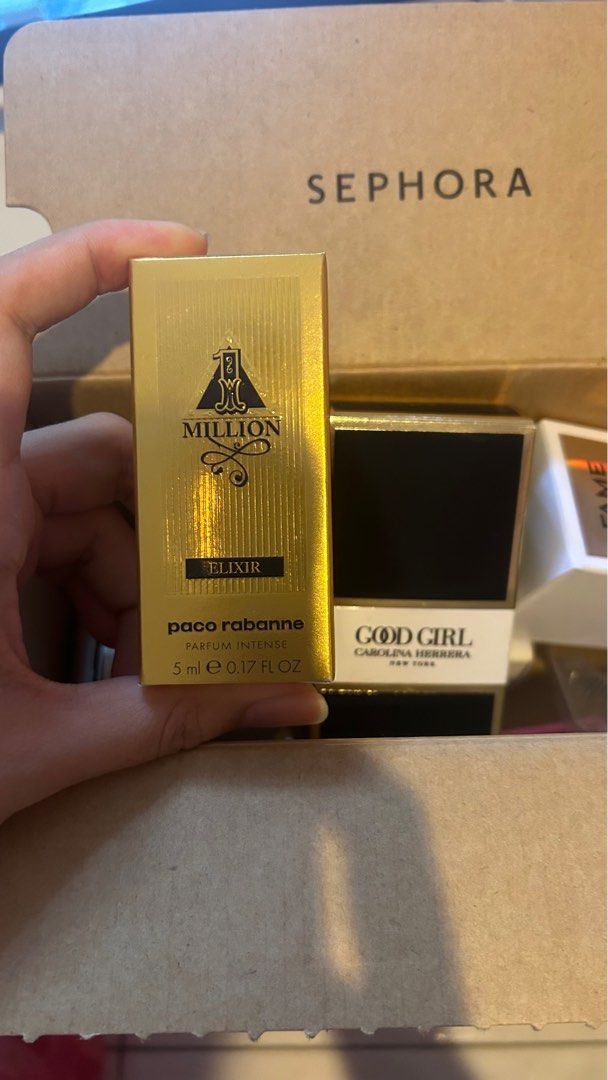 SEPHORA
1
MILLION
ELIXIR
paco rabanne
PARFUM INTENSE
5 ml e 0.17 FL OZ
GOOD GIRL
CAROLINA HERRERA
NEW YORK
FAME